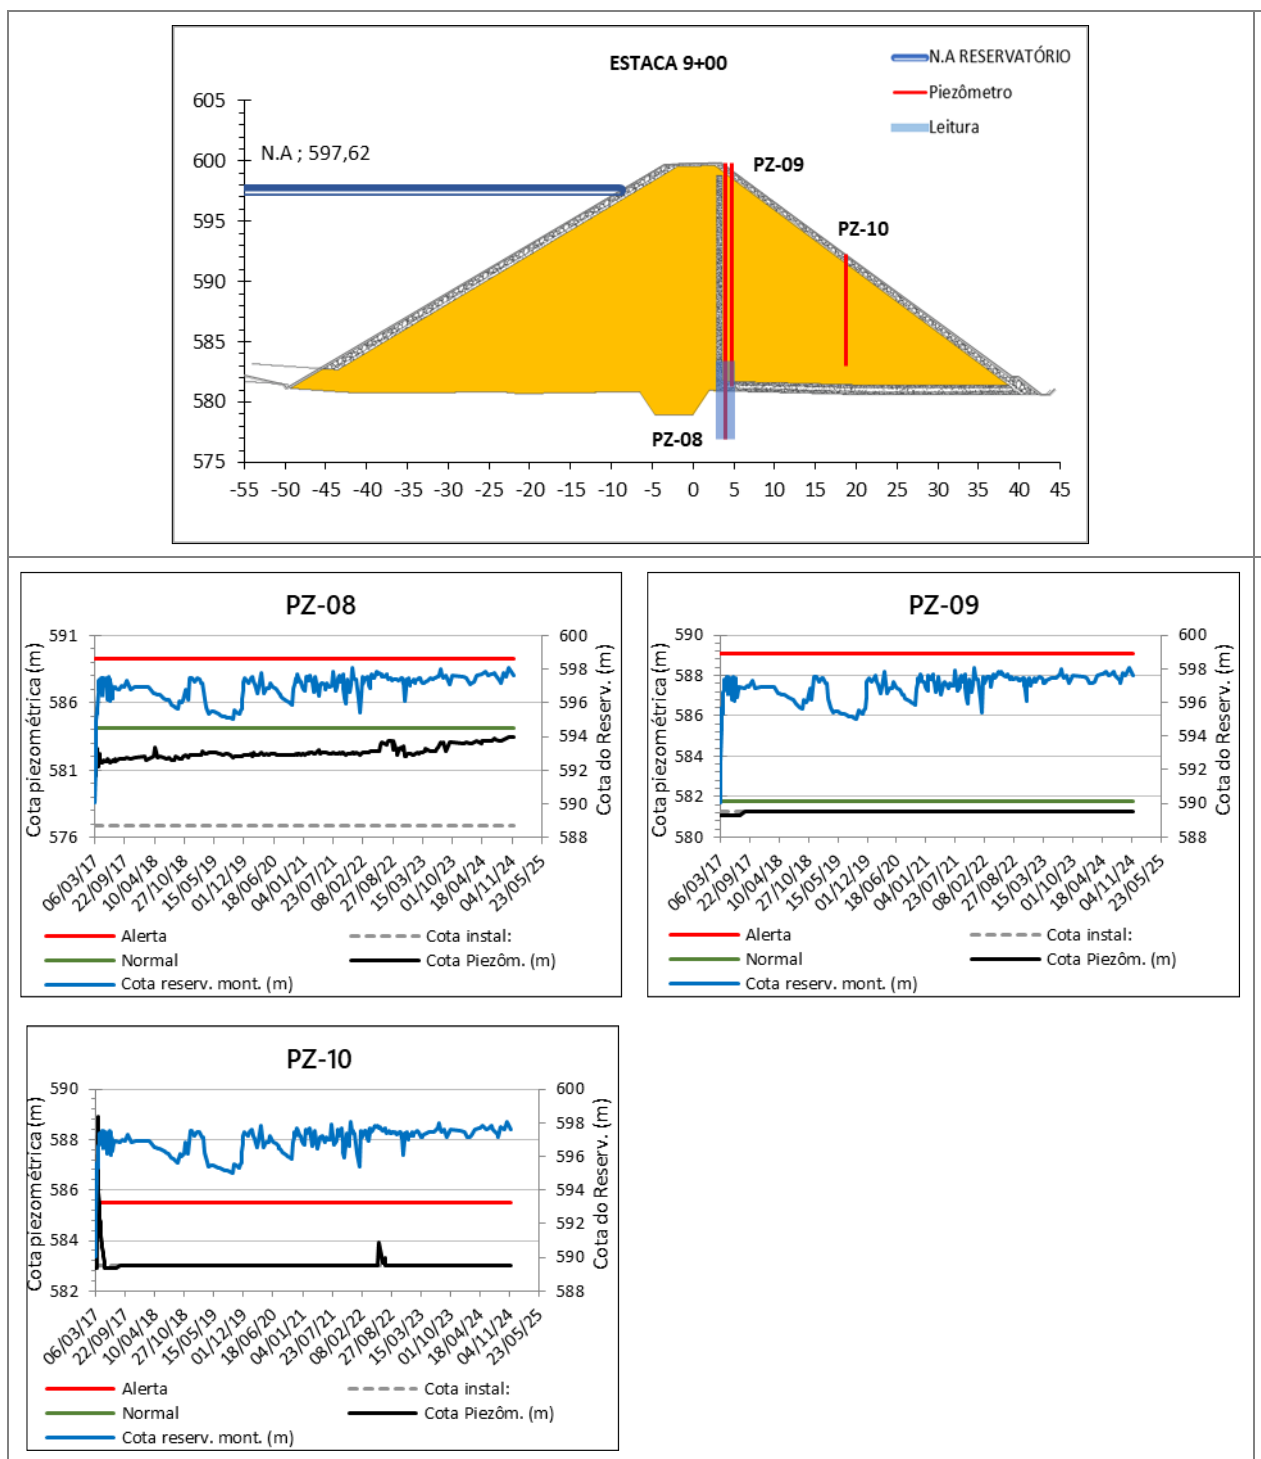 ESTACA 9+00
N.A RESERVATÓRIO
Piezômetro
Leitura
605
600
595
590
585
580
575
N.A ; 597,62
PZ-09
PZ-10
PZ-08
-55 -50 -45 -40 -35 -30 -25 -20 -15 -10 -5 0 5 10 15 20 25 30 35 40 45
PZ-08
Cota piezométrica (m)
591
586
581
576
600
598
596
594
592
590
588
Cota do Reserv. (m)
06/03/17 22/09/17 10/04/18 27/10/18 15/05/19 01/12/19 18/06/20 04/01/21 23/07/21 08/02/22 27/08/22 15/03/23 01/10/23 18/04/24 04/11/24 23/05/25
Alerta
Cota instal:
Normal
Cota Piezôm. (m)
Cota reserv. mont. (m)
PZ-09
Cota piezométrica (m)
590
588
586
584
582
580
600
598
596
594
592
590
588
Cota do Reserv. (m)
06/03/17 22/09/17 10/04/18 27/10/18 15/05/19 01/12/19 18/06/20 04/01/21 23/07/21 08/02/22 27/08/22 15/03/23 01/10/23 18/04/24 04/11/24 23/05/25
Alerta
Cota instal:
Normal
Cota Piezôm. (m)
Cota reserv. mont. (m)
PZ-10
Cota piezométrica (m)
590
588
586
584
582
600
598
596
594
592
590
588
Cota do Reserv. (m)
06/03/17 22/09/17 10/04/18 27/10/18 15/05/19 01/12/19 18/06/20 04/01/21 23/07/21 08/02/22 27/08/22 15/03/23 01/10/23 18/04/24 04/11/24 23/05/25
Alerta
Cota instal:
Normal
Cota Piezôm. (m)
Cota reserv. mont. (m)